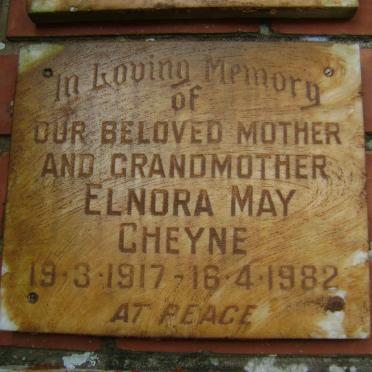 In Loving Memory
of
OUR BELOVED MOTHER
AND GRANDMOTHER
ELNORA MAY
CHEYNE
19·3·1917-16·4·1982
AT PEACE